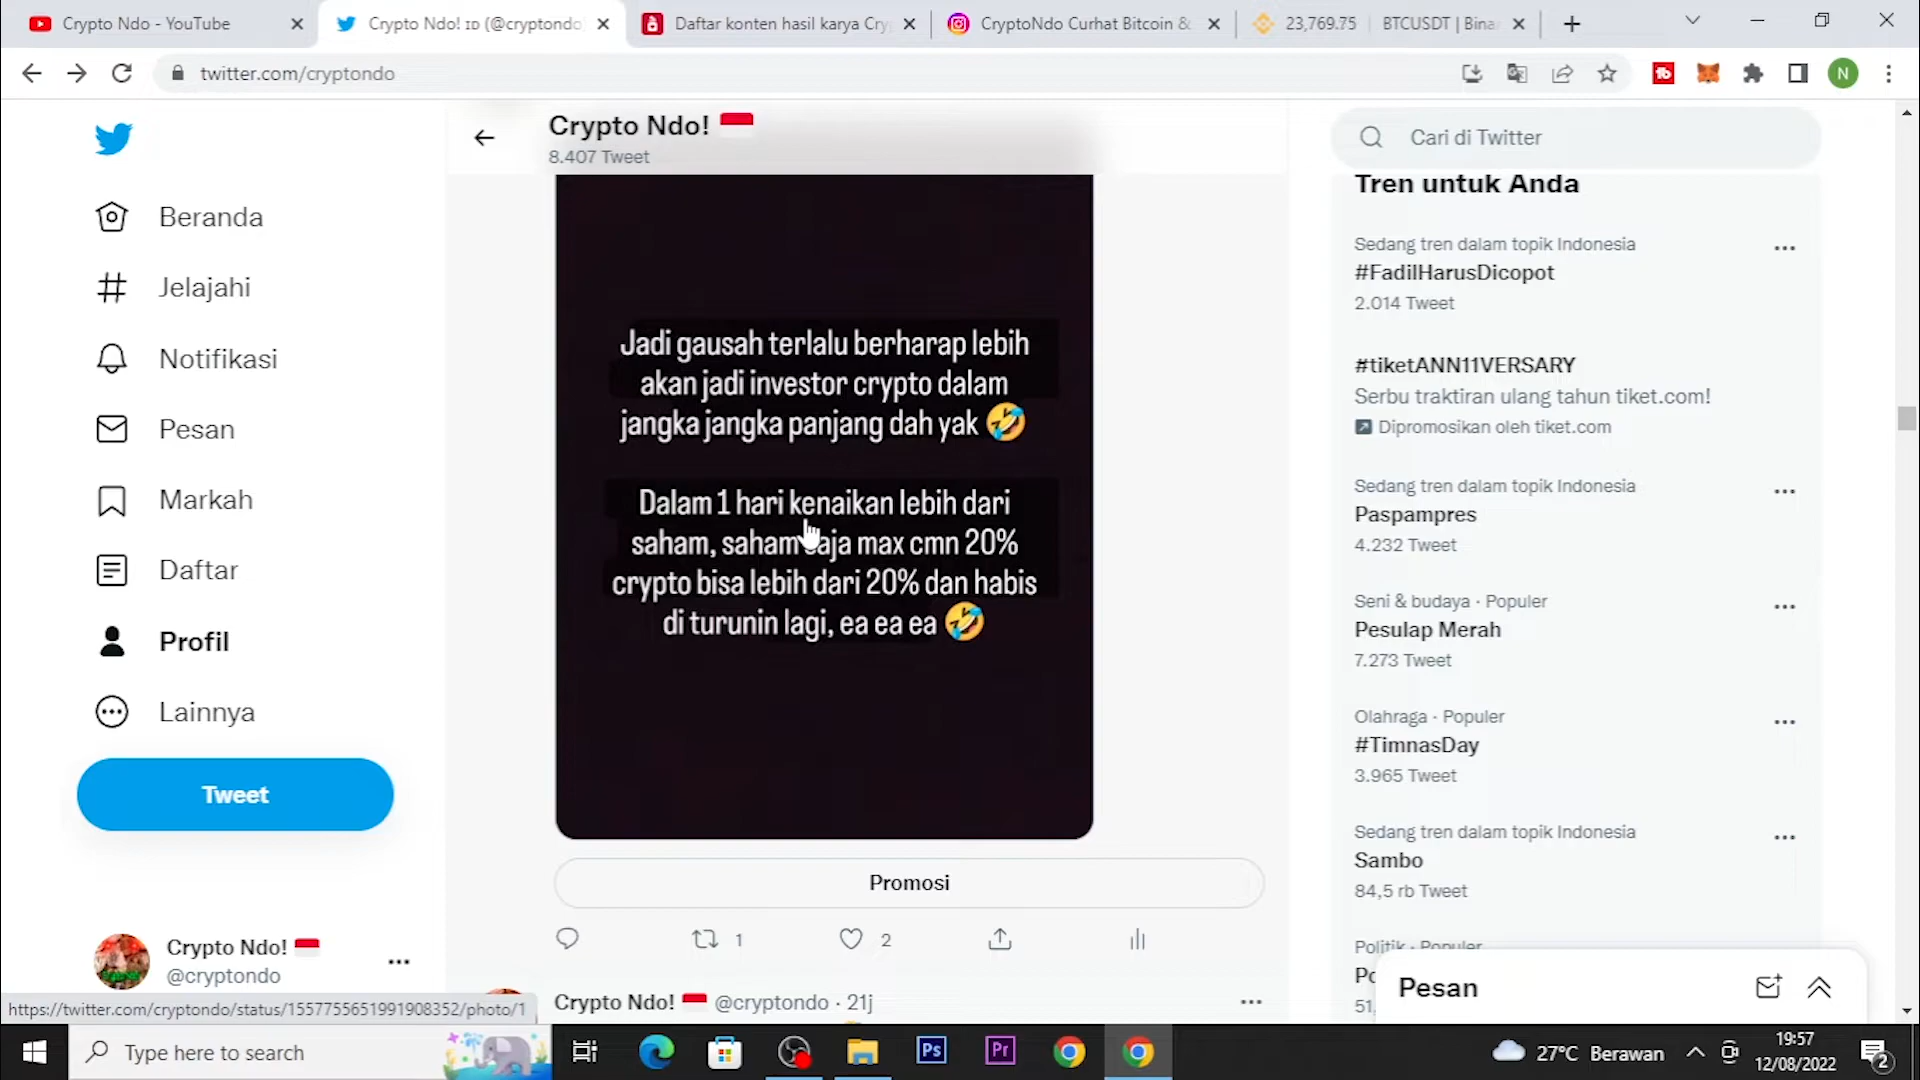 Crypto Ndo - YouTube
Crypto Ndo! ID (@cryptondo
Daftar konten hasil karya Cry
CryptoNdo Curhat Bitcoin &
23,769.75 BTCUSDT | Bina
twitter.com/cryptondo
N
Crypto Ndo!
8.407 Tweet
Beranda
Jelajahi
Notifikasi
Pesan
Markah
Daftar
Profil
Lainnya
Tweet
Crypto Ndo!
@cryptondo
https://twitter.com/cryptondo/status/1557755651991908352/photo/1
Jadi gausah terlalu berharap lebih
akan jadi investor crypto dalam
jangka jangka panjang dah yak 🤣
Dalam 1 hari kenaikan lebih dari
saham, saham saja max cmn 20%
crypto bisa lebih dari 20% dan habis
di turunin lagi, ea ea ea 🤣
Promosi
1
2
Crypto Ndo! @cryptondo · 21j
Cari di Twitter
Tren untuk Anda
Sedang tren dalam topik Indonesia
#FadilHarusDicopot
2.014 Tweet
#tiketANN11VERSARY
Serbu traktiran ulang tahun tiket.com!
Dipromosikan oleh tiket.com
Sedang tren dalam topik Indonesia
Paspampres
4.232 Tweet
Seni & budaya · Populer
Pesulap Merah
7.273 Tweet
Olahraga · Populer
#TimnasDay
3.965 Tweet
Sedang tren dalam topik Indonesia
Sambo
84,5 rb Tweet
Politik · Populer
Po
51,
Pesan
Type here to search
Ps
Pr
27°C Berawan
19:57
12/08/2022
2